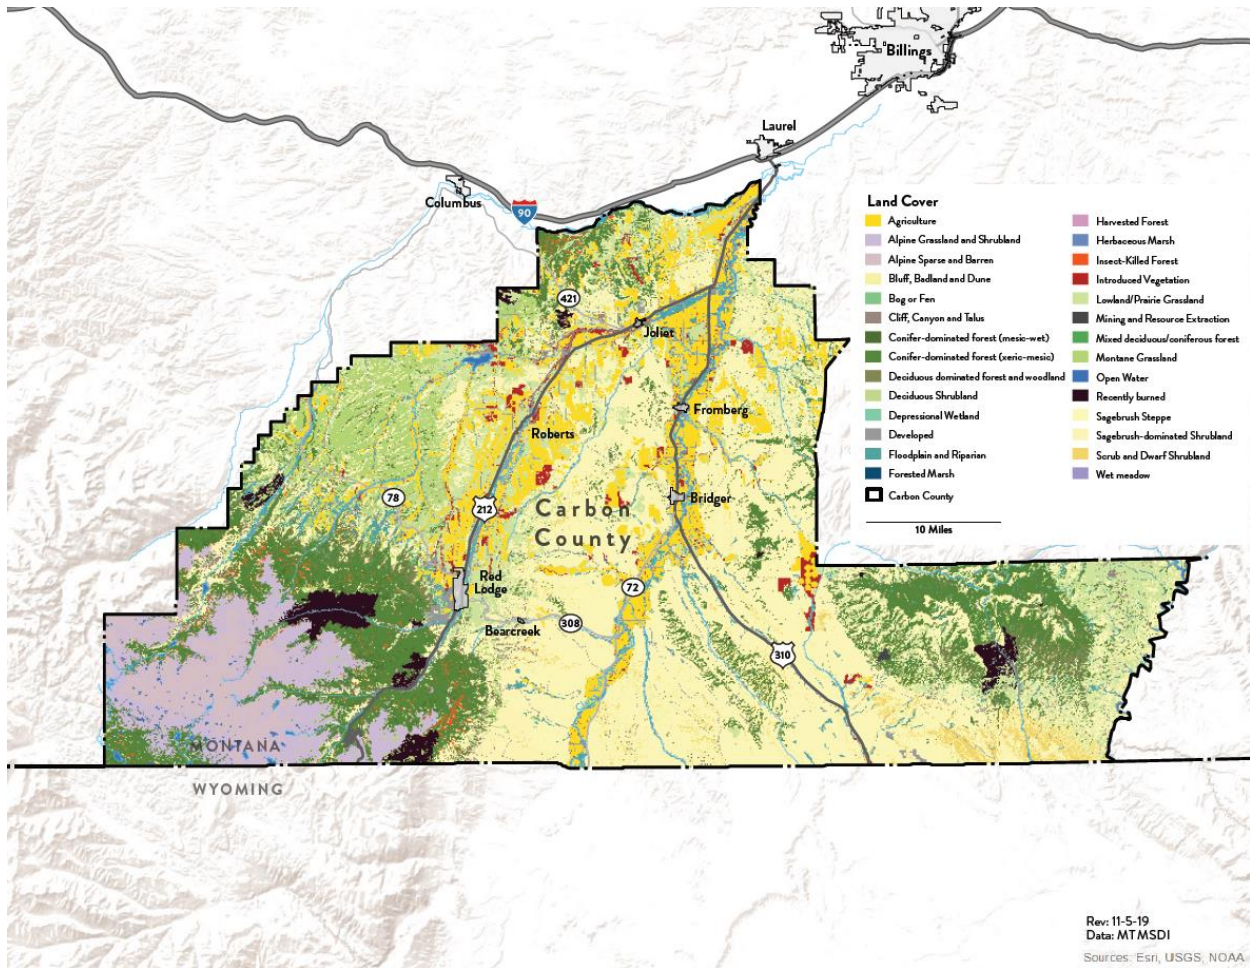 Billings
Laurel
Columbus
90
421
Joliet
Fromberg
Roberts
78
212
Bridger
Carbon
County
Red
Lodge
72
Bearcreek
308
310
MONTANA
WYOMING
Land Cover
Agriculture
Alpine Grassland and Shrubland
Alpine Sparse and Barren
Bluff, Badland and Dune
Bog or Fen
Cliff, Canyon and Talus
Conifer-dominated forest (mesic-wet)
Conifer-dominated forest (xeric-mesic)
Deciduous dominated forest and woodland
Deciduous Shrubland
Depressional Wetland
Developed
Floodplain and Riparian
Forested Marsh
Carbon County
Harvested Forest
Herbaceous Marsh
Insect-Killed Forest
Introduced Vegetation
Lowland/Prairie Grassland
Mining and Resource Extraction
Mixed deciduous/coniferous forest
Montane Grassland
Open Water
Recently burned
Sagebrush Steppe
Sagebrush-dominated Shrubland
Scrub and Dwarf Shrubland
Wet meadow
10 Miles
Rev: 11-5-19
Data: MTMSDI
Sources: Esri, USGS, NOAA